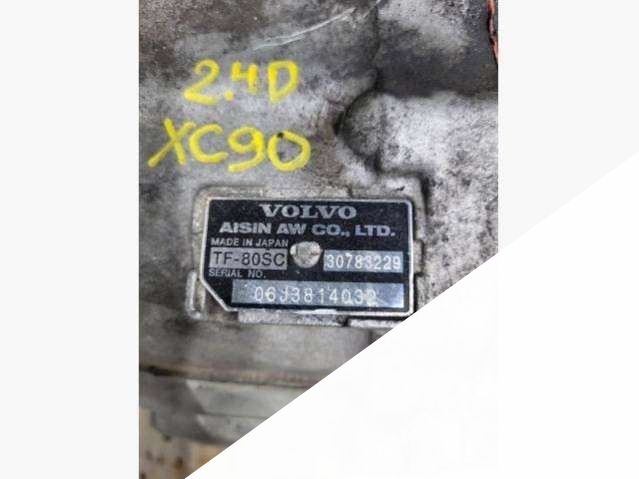 2.4D
XC90
VOLVO
AISIN AW CO., LTD.
MADE IN JAPAN
TF-80SC 30783229
SERIAL NO.
06J3814032